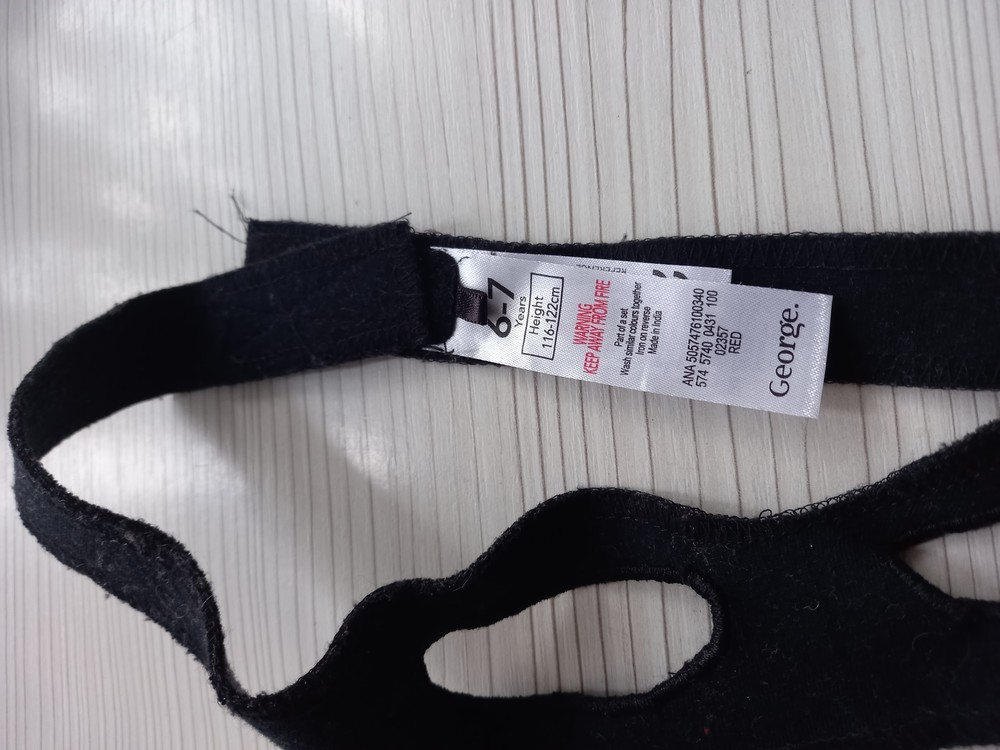 6-7
Years
Height
116-122cm
WARNING
KEEP AWAY FROM FIRE
Part of a set
Wash similar colours together
Iron on reverse
Made in India
ANA 5057476100340
574 5740 0431 100
02357
RED
George.
REFERENCE